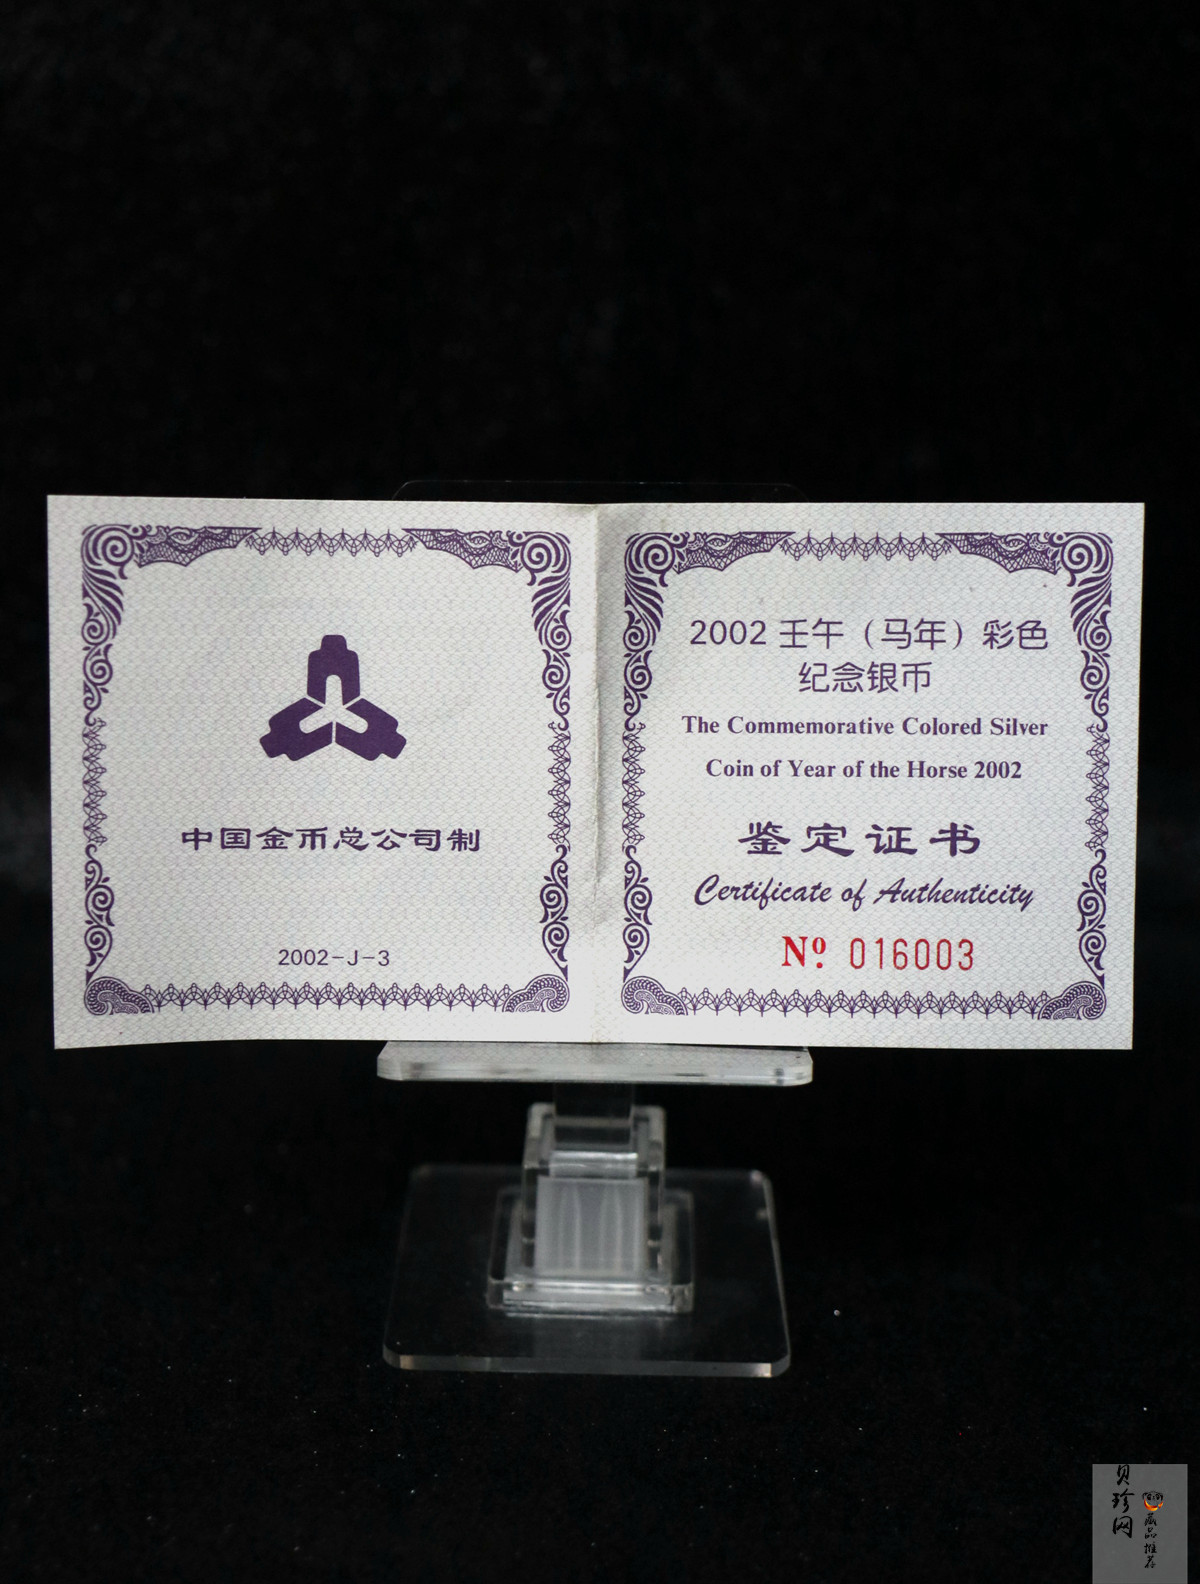 中国金币总公司制
2002-J-3
2002 壬午（马年）彩色
纪念银币
The Commemorative Colored Silver
Coin of Year of the Horse 2002
鉴定证书
Certificate of Authenticity
Nº 016003
贝珍网
藏品推荐